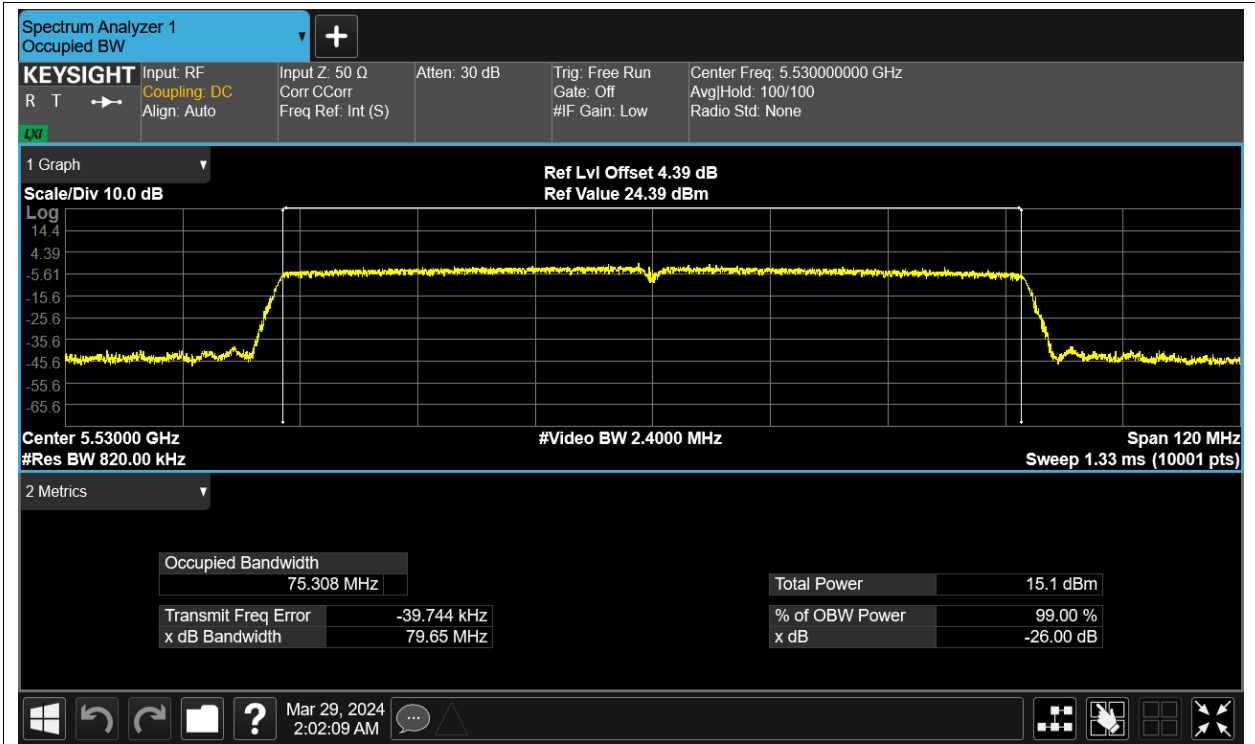 Spectrum Analyzer 1
Occupied BW
KEYSIGHT
R T
LXI
Input: RF
Coupling: DC
Align: Auto
Input Z: 50 Ω
Corr CCorr
Freq Ref: Int (S)
Atten: 30 dB
Trig: Free Run
Gate: Off
#IF Gain: Low
Center Freq: 5.530000000 GHz
Avg|Hold: 100/100
Radio Std: None
1 Graph
Scale/Div 10.0 dB
Ref Lvl Offset 4.39 dB
Ref Value 24.39 dBm
Log
14.4
4.39
-5.61
-15.6
-25.6
-35.6
-45.6
-55.6
-65.6
Center 5.53000 GHz
#Video BW 2.4000 MHz
Span 120 MHz
#Res BW 820.00 kHz
Sweep 1.33 ms (10001 pts)
2 Metrics
Occupied Bandwidth
75.308 MHz
Transmit Freq Error -39.744 kHz
x dB Bandwidth 79.65 MHz
Total Power 15.1 dBm
% of OBW Power 99.00 %
x dB -26.00 dB
?
Mar 29, 2024
2:02:09 AM